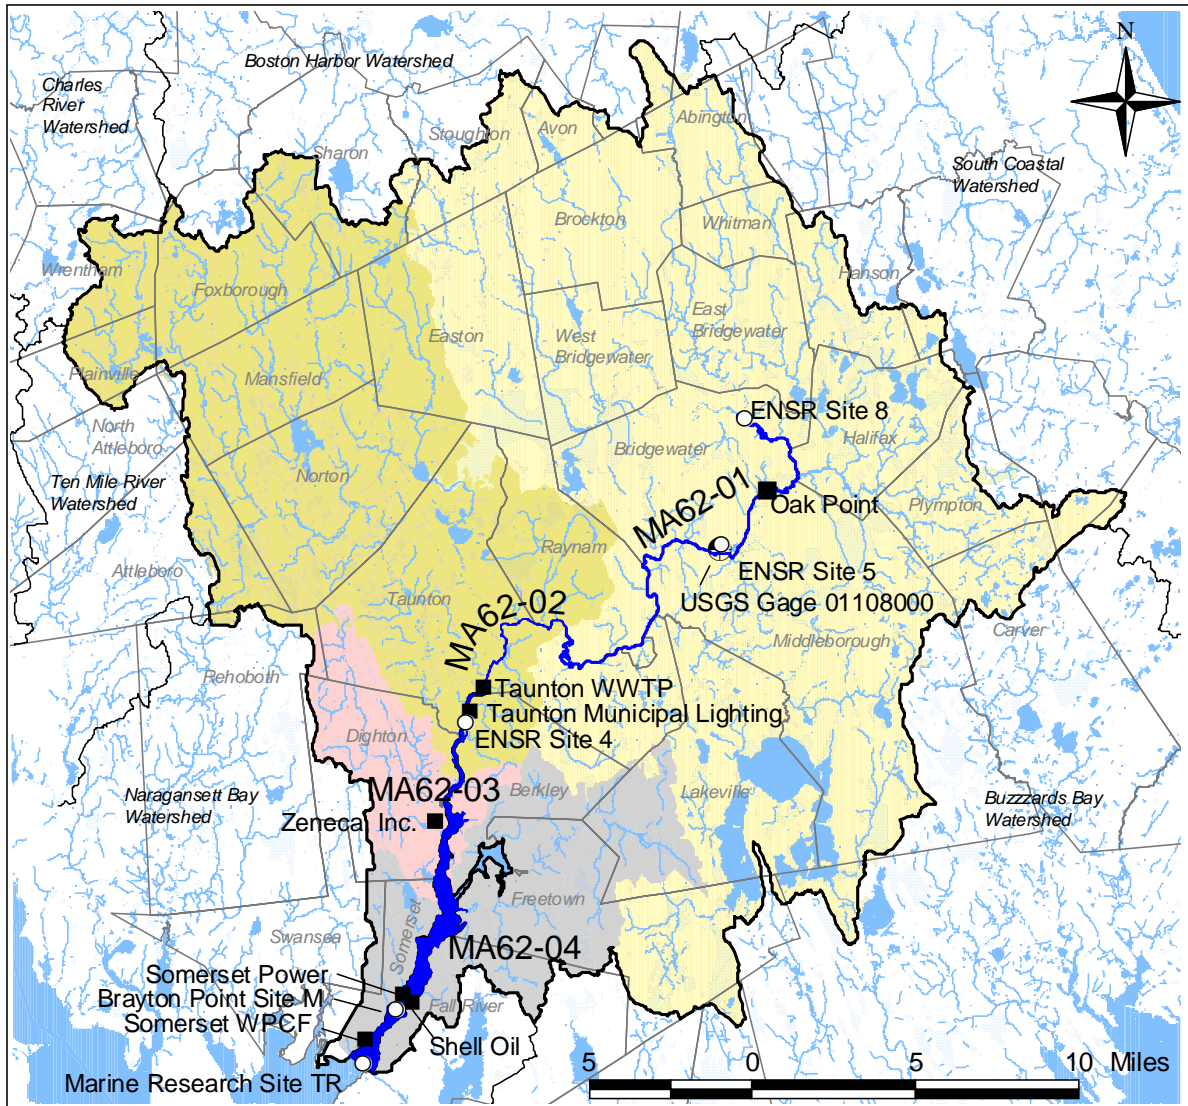 N
Boston Harbor Watershed
Charles
River
Watershed
Stoughton
Avon
Abington
Sharon
South Coastal
Watershed
Brockton
Whitman
Wrentham
Foxborough
Hanson
Easton
West
Bridgewater
East
Bridgewater
Plainville
Mansfield
North
Attleboro
ENSR Site 8
Halifax
Bridgewater
Ten Mile River
Watershed
Norton
MA62-01
Oak Point
Plympton
Raynam
Attleboro
ENSR Site 5
USGS Gage 01108000
Taunton
MA62-02
Middleborough
Carver
Rehoboth
Taunton WWTP
Taunton Municipal Lighting
ENSR Site 4
Dighton
MA62-03
Berkley
Lakeville
Naragansett Bay
Watershed
Buzzzards Bay
Watershed
Zeneca, Inc.
Freetown
Somerset
Swansea
MA62-04
Somerset Power
Brayton Point Site M
Somerset WPCF
Fall River
Shell Oil
Marine Research Site TR
5 0 5 10 Miles